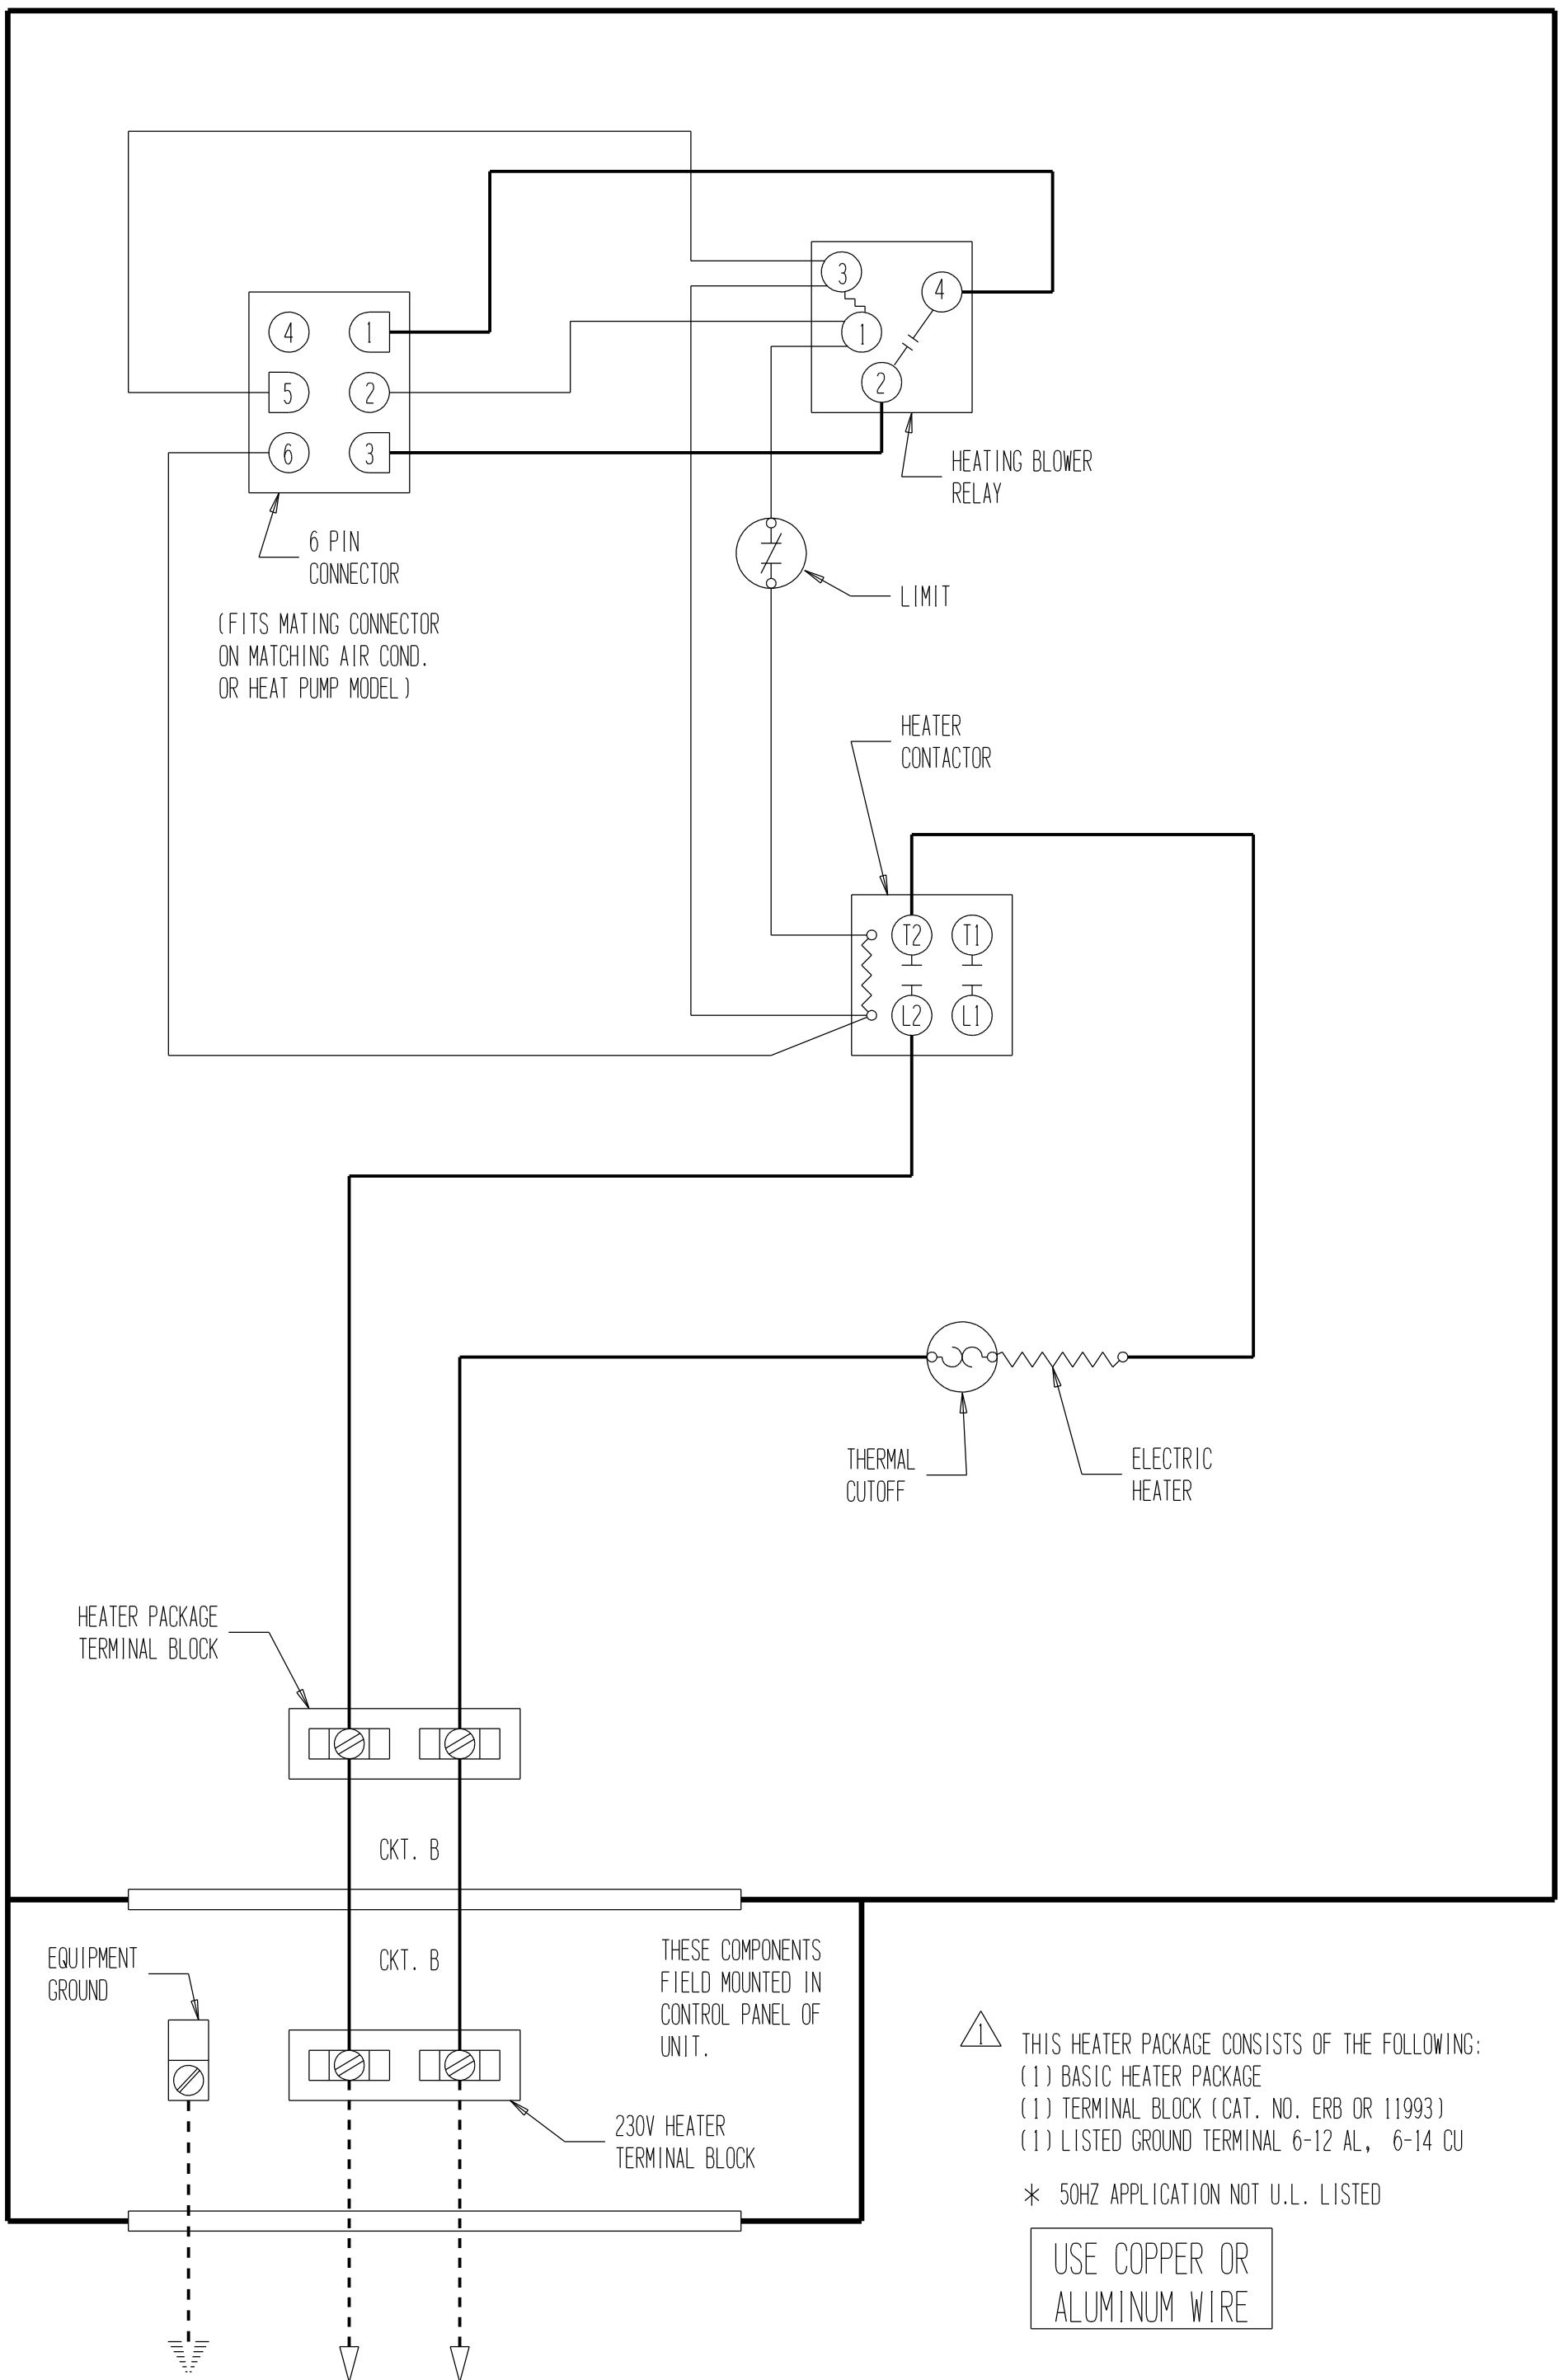 3
4
4
1
1
5
2
2
6
3
HEATING BLOWER
RELAY
6 PIN
CONNECTOR
LIMIT
(FITS MATING CONNECTOR
ON MATCHING AIR COND.
OR HEAT PUMP MODEL)
HEATER
CONTACTOR
T2
T1
L2
L1
THERMAL
CUTOFF
ELECTRIC
HEATER
HEATER PACKAGE
TERMINAL BLOCK
CKT. B
EQUIPMENT
GROUND
CKT. B
THESE COMPONENTS
FIELD MOUNTED IN
CONTROL PANEL OF
UNIT.
230V HEATER
TERMINAL BLOCK
1
THIS HEATER PACKAGE CONSISTS OF THE FOLLOWING:
(1) BASIC HEATER PACKAGE
(1) TERMINAL BLOCK (CAT. NO. ERB OR 11993)
(1) LISTED GROUND TERMINAL 6-12 AL, 6-14 CU
* 50HZ APPLICATION NOT U.L. LISTED
USE COPPER OR
ALUMINUM WIRE